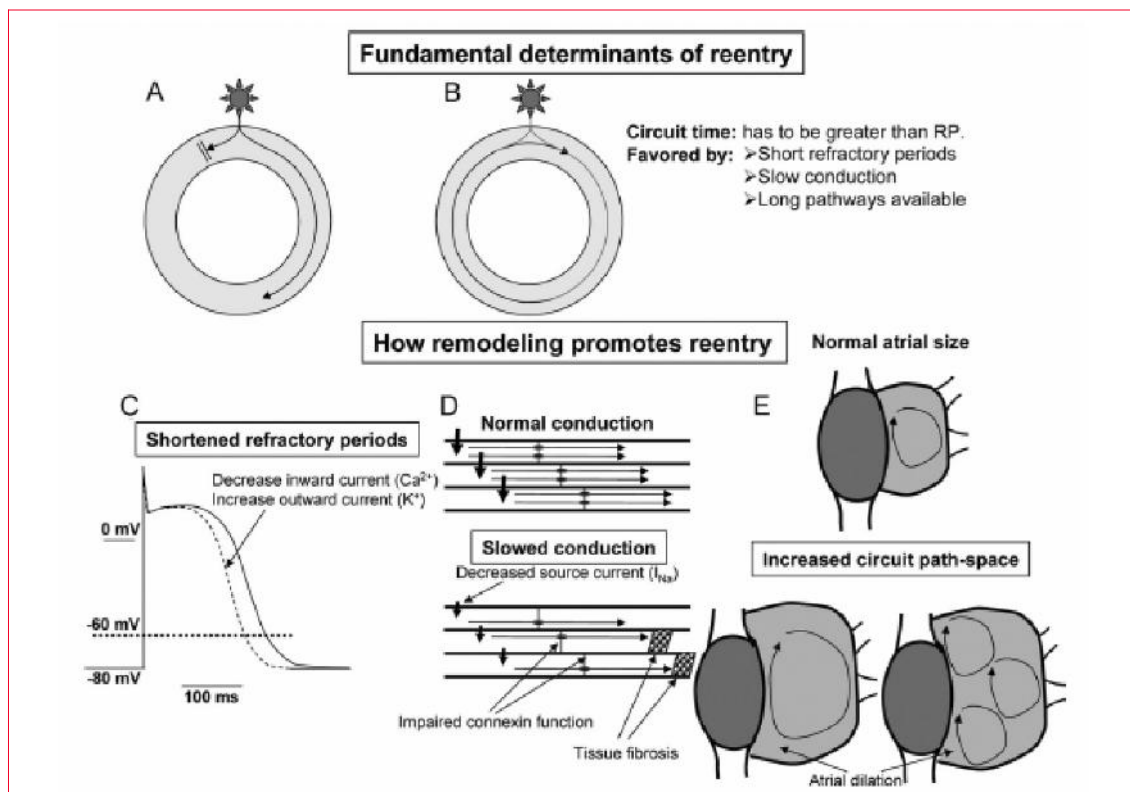 Fundamental determinants of reentry
A
B
Circuit time: has to be greater than RP.
Favored by: ➢Short refractory periods
➢Slow conduction
➢Long pathways available
How remodeling promotes reentry
Normal atrial size
C
Shortened refractory periods
Decrease inward current (Ca²⁺)
Increase outward current (K⁺)
0 mV
-60 mV
-80 mV
100 ms
D
Normal conduction
Slowed conduction
Decreased source current (I_Na)
Impaired connexin function
Tissue fibrosis
E
Increased circuit path-space
Atrial dilation